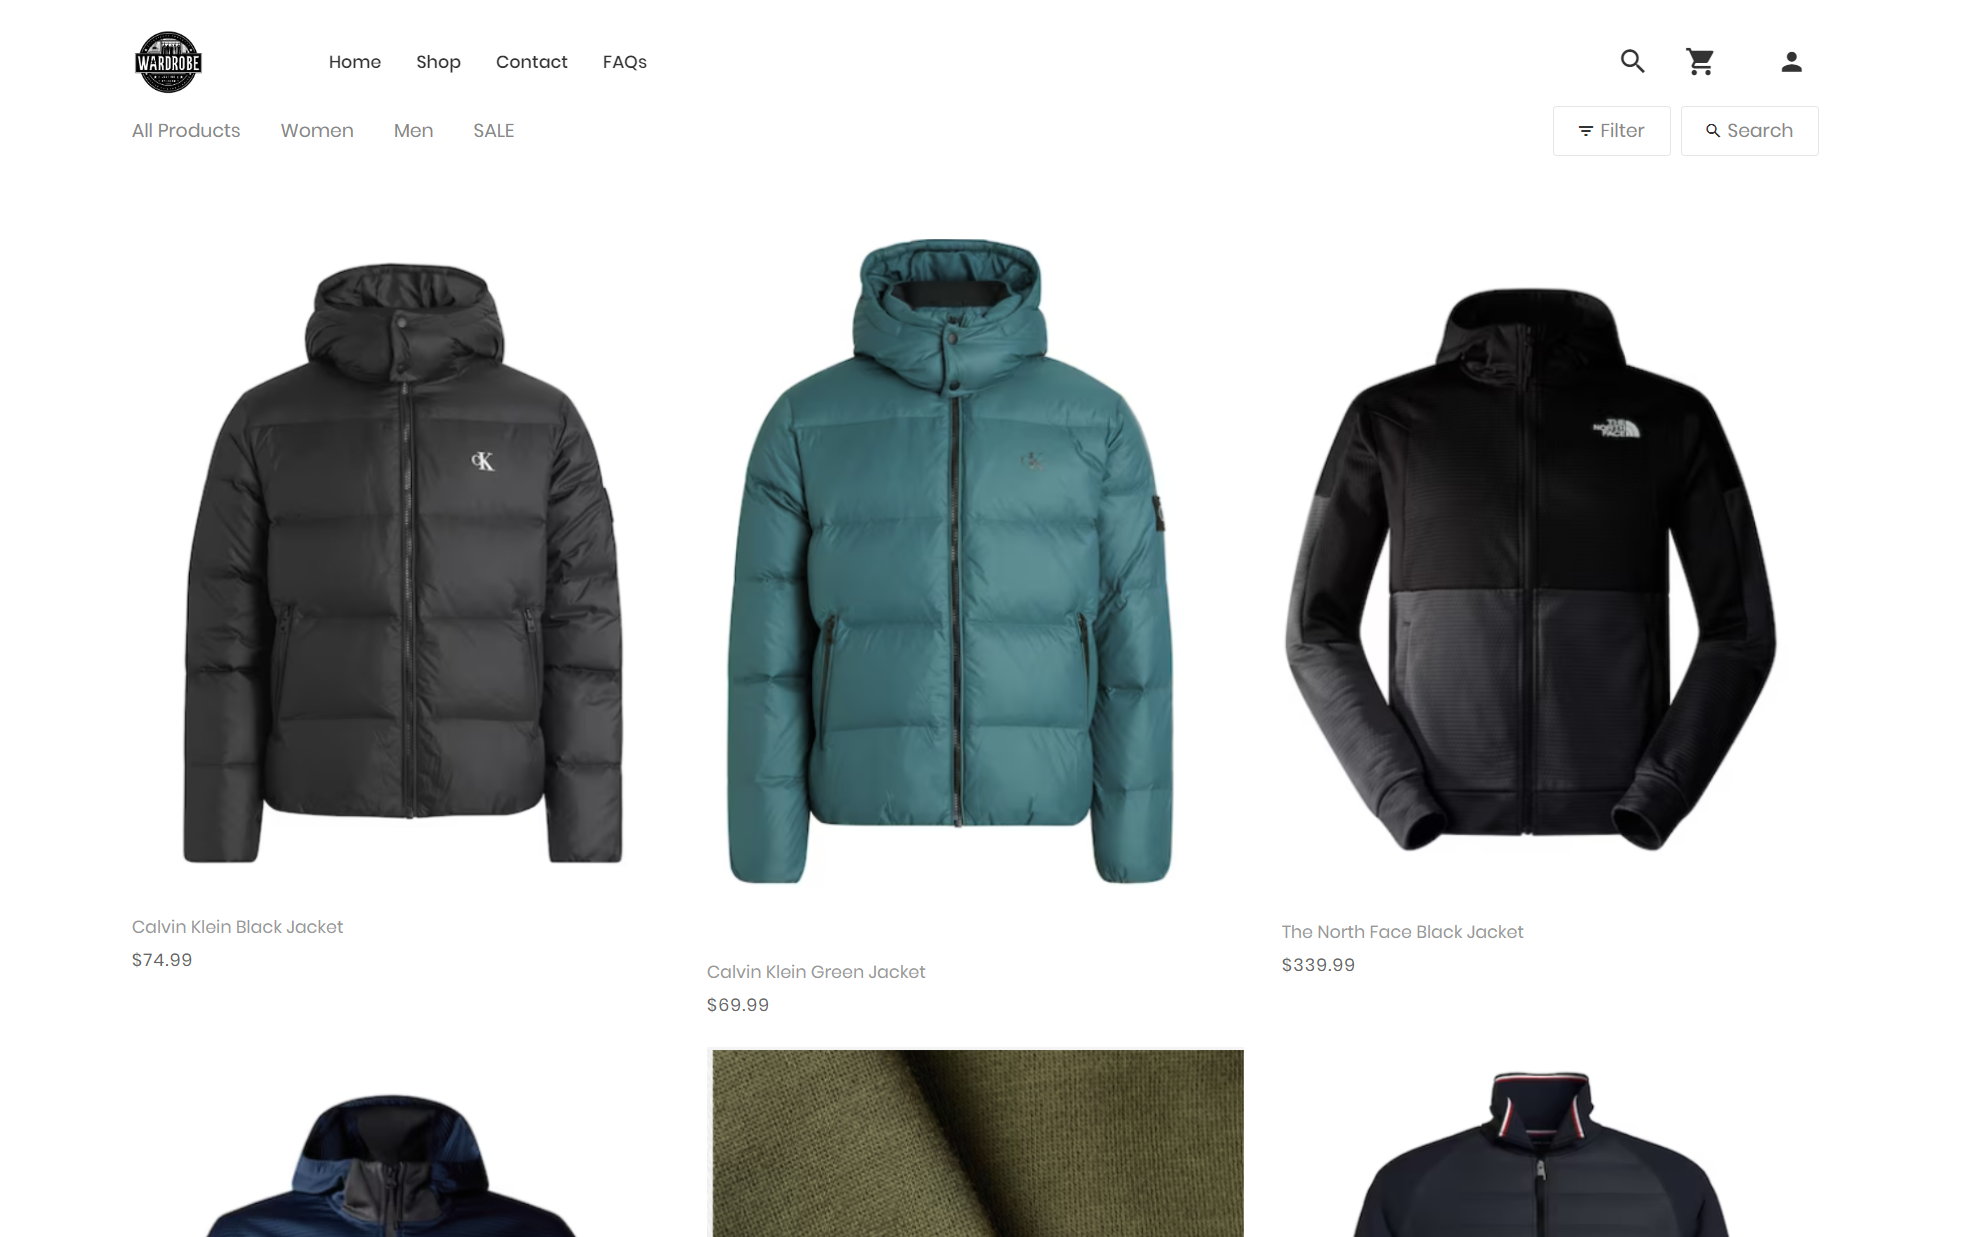 WARDROBE
Home Shop Contact FAQs
All Products Women Men SALE
Filter Search
CK
CK
THE NORTH FACE
Calvin Klein Black Jacket
$74.99
Calvin Klein Green Jacket
$69.99
The North Face Black Jacket
$339.99